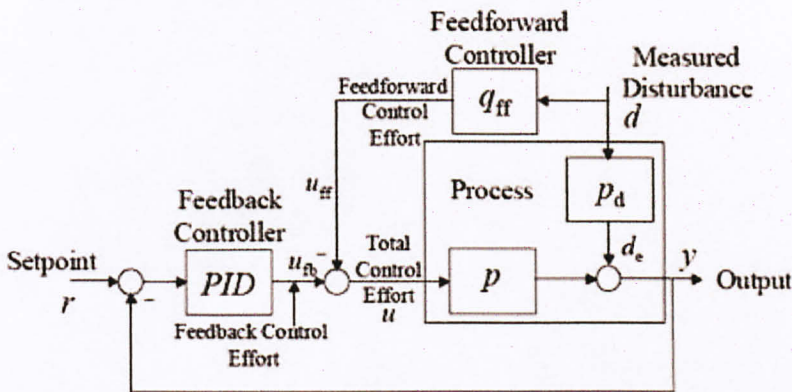 Feedforward
Controller
Measured
Disturbance
Feedforward
Control
Effort
q_ff
d
u_ff
Process
p_d
Feedback
Controller
d_e
Setpoint
r
−
PID
u_fb
−
Total
Control
Effort
u
p
y
Output
Feedback Control
Effort